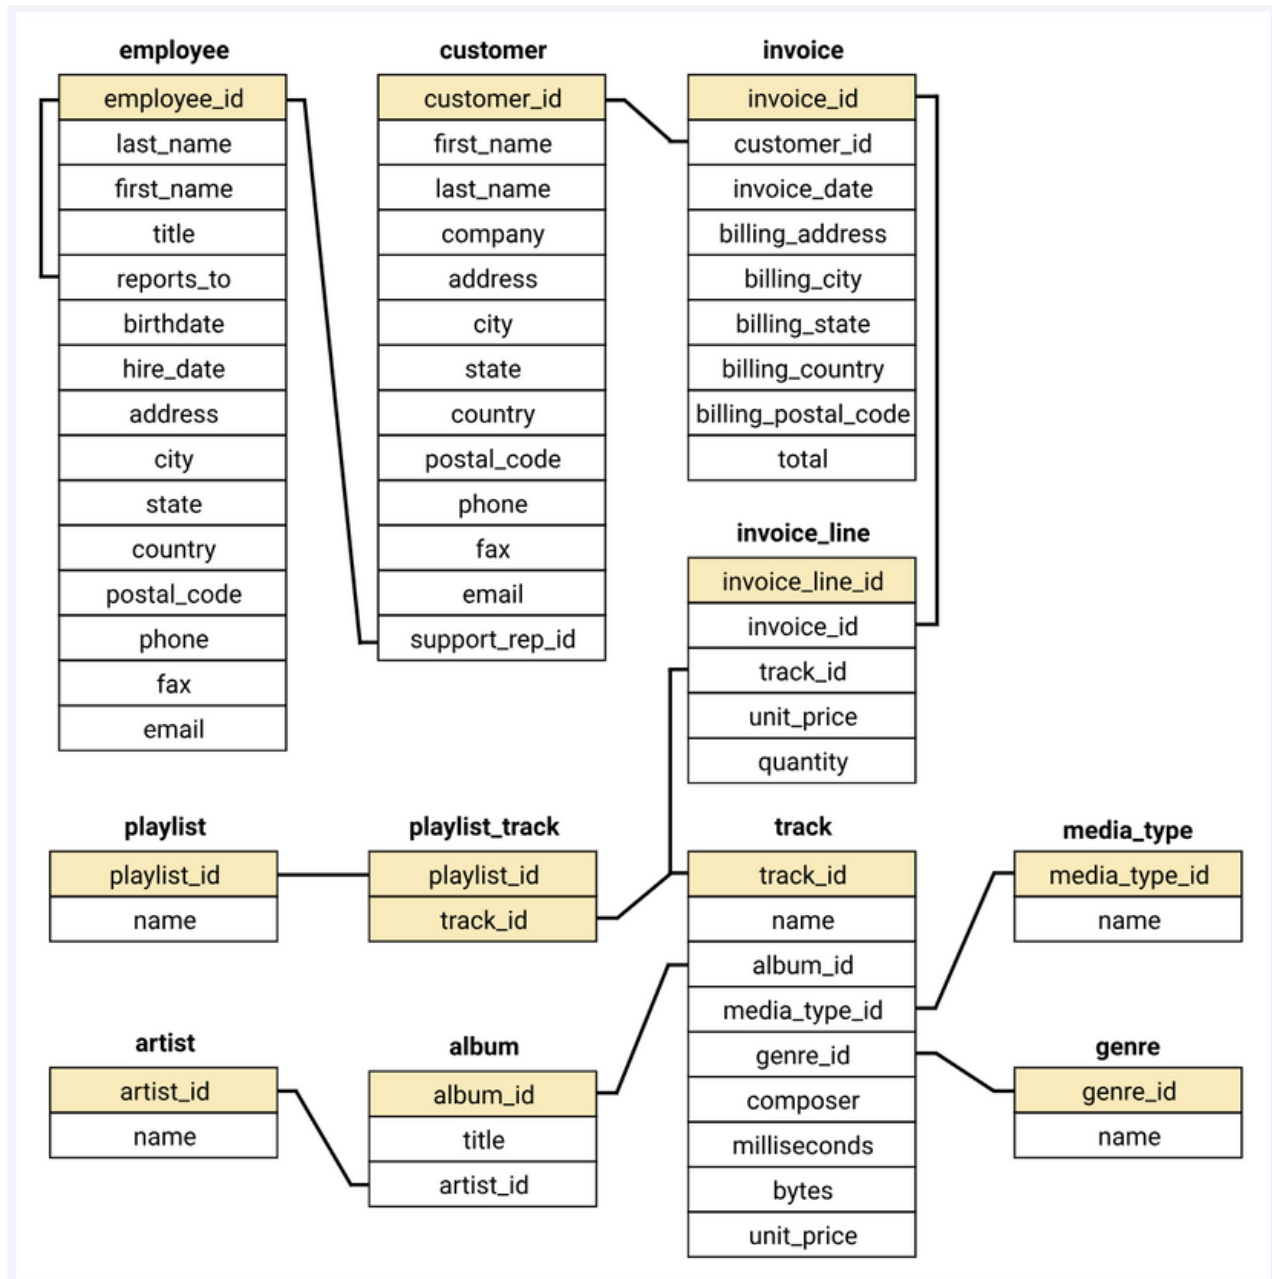 employee
employee_id
last_name
first_name
title
reports_to
birthdate
hire_date
address
city
state
country
postal_code
phone
fax
email
customer
customer_id
first_name
last_name
company
address
city
state
country
postal_code
phone
fax
email
support_rep_id
invoice
invoice_id
customer_id
invoice_date
billing_address
billing_city
billing_state
billing_country
billing_postal_code
total
invoice_line
invoice_line_id
invoice_id
track_id
unit_price
quantity
playlist
playlist_id
name
playlist_track
playlist_id
track_id
track
track_id
name
album_id
media_type_id
genre_id
composer
milliseconds
bytes
unit_price
media_type
media_type_id
name
artist
artist_id
name
album
album_id
title
artist_id
genre
genre_id
name